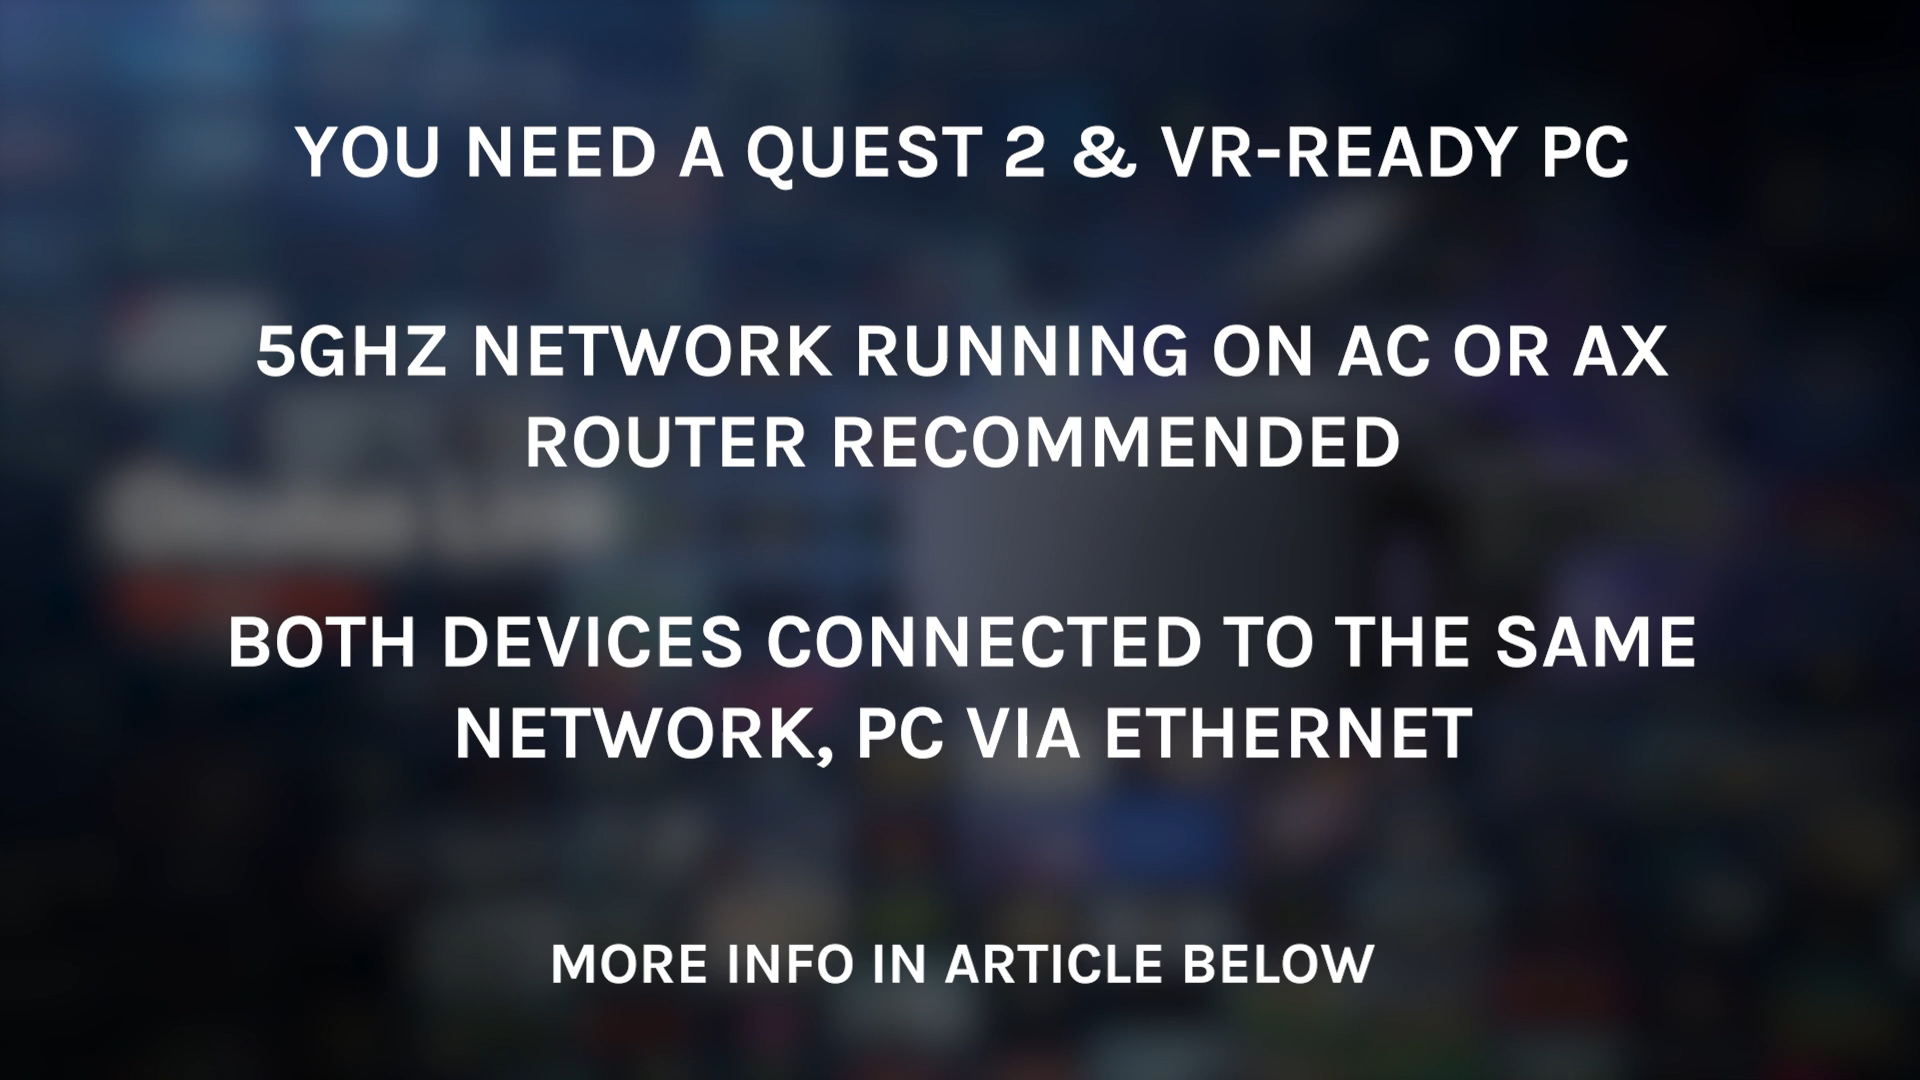 YOU NEED A QUEST 2 & VR-READY PC
5GHZ NETWORK RUNNING ON AC OR AX
ROUTER RECOMMENDED
BOTH DEVICES CONNECTED TO THE SAME
NETWORK, PC VIA ETHERNET
MORE INFO IN ARTICLE BELOW